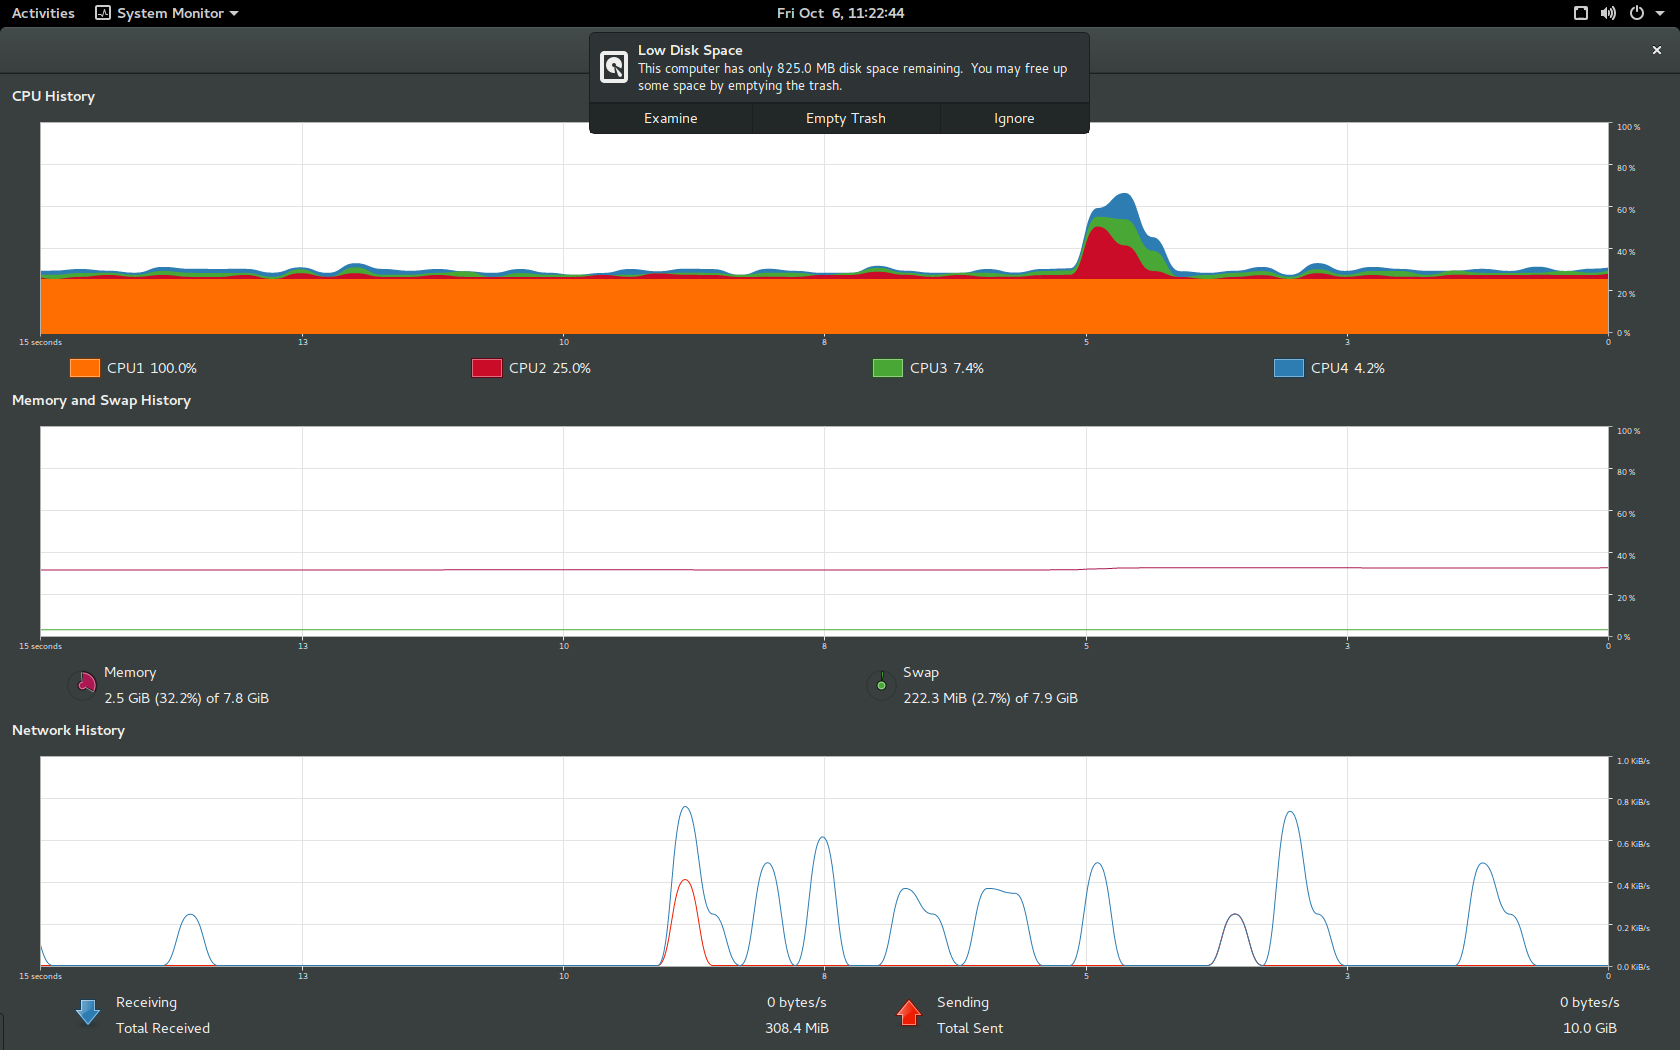 Activities System Monitor Fri Oct 6, 11:22:44
Low Disk Space
This computer has only 825.0 MB disk space remaining. You may free up
some space by emptying the trash.
Examine Empty Trash Ignore
CPU History
100 %
80 %
60 %
40 %
20 %
0 %
15 seconds 13 10 8 5 3 0
CPU1 100.0% CPU2 25.0% CPU3 7.4% CPU4 4.2%
Memory and Swap History
100 %
80 %
60 %
40 %
20 %
0 %
15 seconds 13 10 8 5 3 0
Memory Swap
2.5 GiB (32.2%) of 7.8 GiB 222.3 MiB (2.7%) of 7.9 GiB
Network History
1.0 KiB/s
0.8 KiB/s
0.6 KiB/s
0.4 KiB/s
0.2 KiB/s
0.0 KiB/s
15 seconds 13 10 8 5 3 0
Receiving 0 bytes/s Sending 0 bytes/s
Total Received 308.4 MiB Total Sent 10.0 GiB